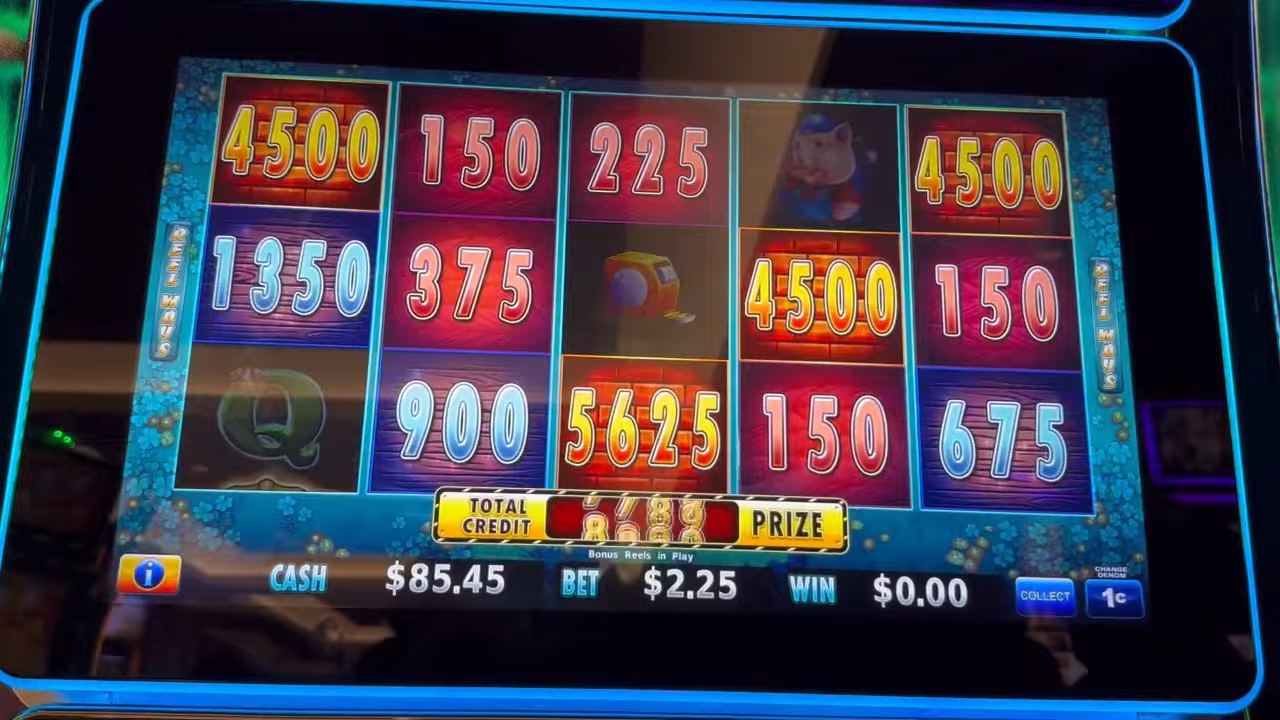 4500 150 225 4500
1350 375 4500 150
Q 900 5625 150 675
REEL WAYS
REEL WAYS
TOTAL CREDIT
PRIZE
Bonus Reels in Play
CASH $85.45 BET $2.25 WIN $0.00
COLLECT
CHANGE DENOM
1¢